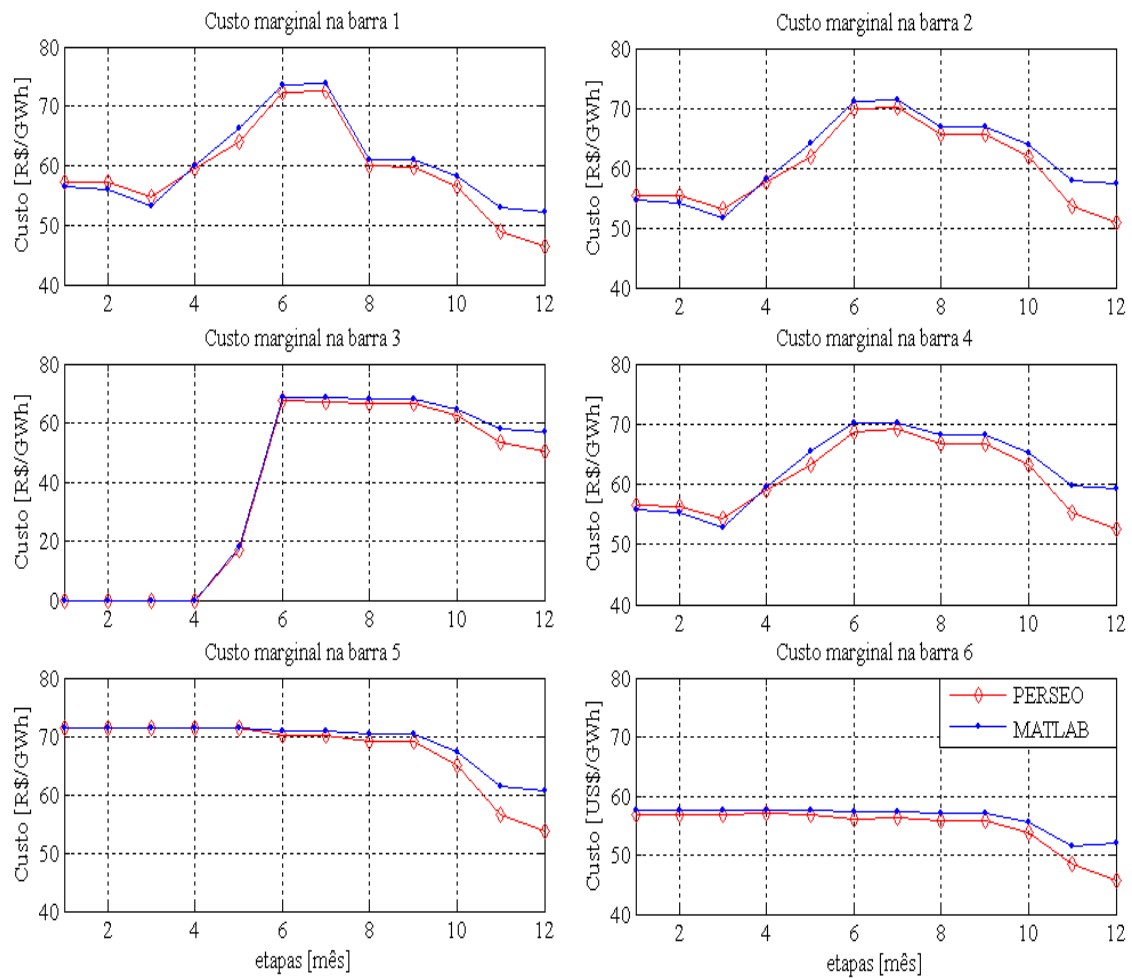 Custo marginal na barra 1
Custo [R$/GWh]
80
70
60
50
40
2 4 6 8 10 12
Custo marginal na barra 2
Custo [R$/GWh]
80
70
60
50
40
2 4 6 8 10 12
Custo marginal na barra 3
Custo [R$/GWh]
80
60
40
20
0
2 4 6 8 10 12
Custo marginal na barra 4
Custo [R$/GWh]
80
70
60
50
40
2 4 6 8 10 12
Custo marginal na barra 5
Custo [R$/GWh]
80
70
60
50
40
2 4 6 8 10 12
etapas [mês]
Custo marginal na barra 6
Custo [US$/GWh]
80
70
60
50
40
PERSEO
MATLAB
2 4 6 8 10 12
etapas [mês]